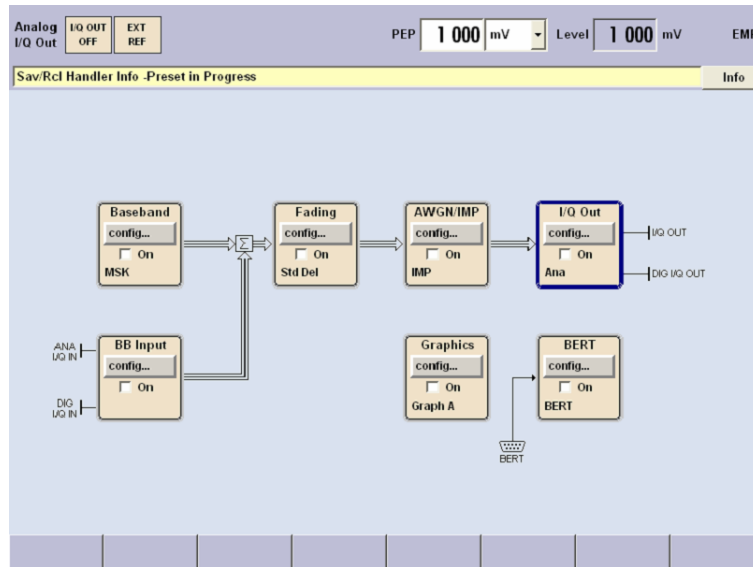 Analog I/Q Out
I/Q OUT OFF
EXT REF
PEP 1 000 mV
Level 1 000 mV
EMF
Sav/Rcl Handler Info -Preset in Progress
Info
Baseband
config...
On
MSK
Σ
Fading
config...
On
Std Del
AWGN/IMP
config...
On
IMP
I/Q Out
config...
On
Ana
I/Q OUT
DIG I/Q OUT
ANA I/Q IN
DIG I/Q IN
BB Input
config...
On
Graphics
config...
On
Graph A
BERT
config...
On
BERT
BERT